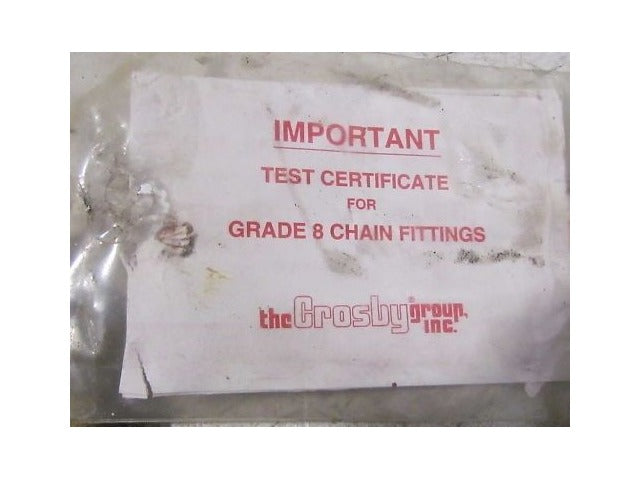 IMPORTANT
TEST CERTIFICATE
FOR
GRADE 8 CHAIN FITTINGS
the Crosby® group, inc.